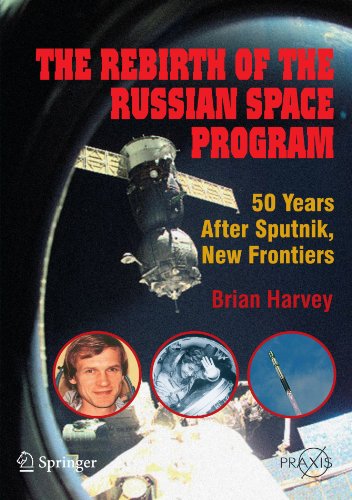 THE REBIRTH OF THE
RUSSIAN SPACE
PROGRAM
50 Years
After Sputnik,
New Frontiers
Brian Harvey
Springer
PRAXIS